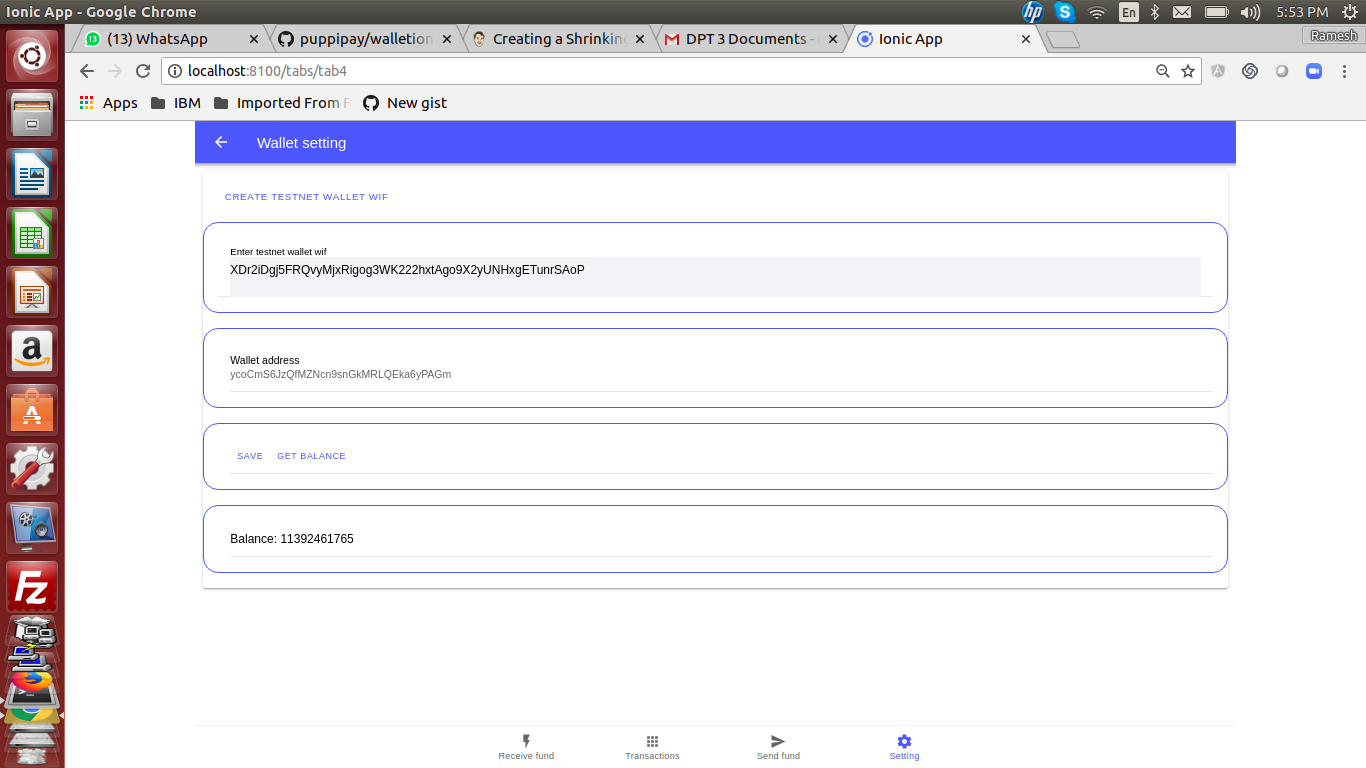 Ionic App - Google Chrome
En
5:53 PM
(13) WhatsApp
puppipay/walletion
Creating a Shrinking
DPT 3 Documents -
Ionic App
Ramesh
localhost:8100/tabs/tab4
Apps
IBM
Imported From F
New gist
Wallet setting
CREATE TESTNET WALLET WIF
Enter testnet wallet wif
XDr2iDgj5FRQvyMjxRigog3WK222hxtAgo9X2yUNHxgETunrSAoP
Wallet address
ycoCmS6JzQfMZNcn9snGkMRLQEka6yPAGm
SAVE GET BALANCE
Balance: 11392461765
Receive fund
Transactions
Send fund
Setting